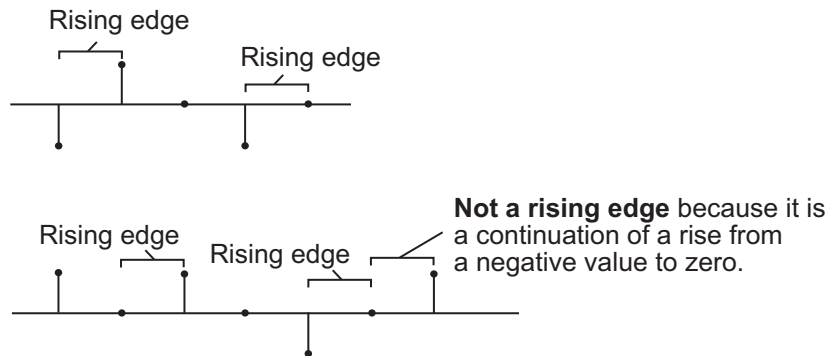 Rising edge
Rising edge
Not a rising edge because it is
a continuation of a rise from
a negative value to zero.
Rising edge
Rising edge